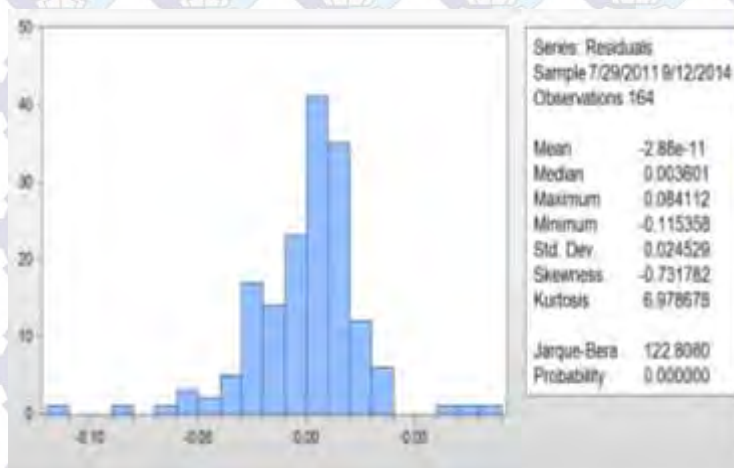 50
40
30
20
10
0
-0.10
-0.05
0.00
0.05
Series: Residuals
Sample 7/29/2011 9/12/2014
Observations 164
Mean -2.88e-11
Median 0.003601
Maximum 0.084112
Minimum -0.115358
Std. Dev. 0.024529
Skewness -0.731782
Kurtosis 6.978678
Jarque-Bera 122.8080
Probability 0.000000